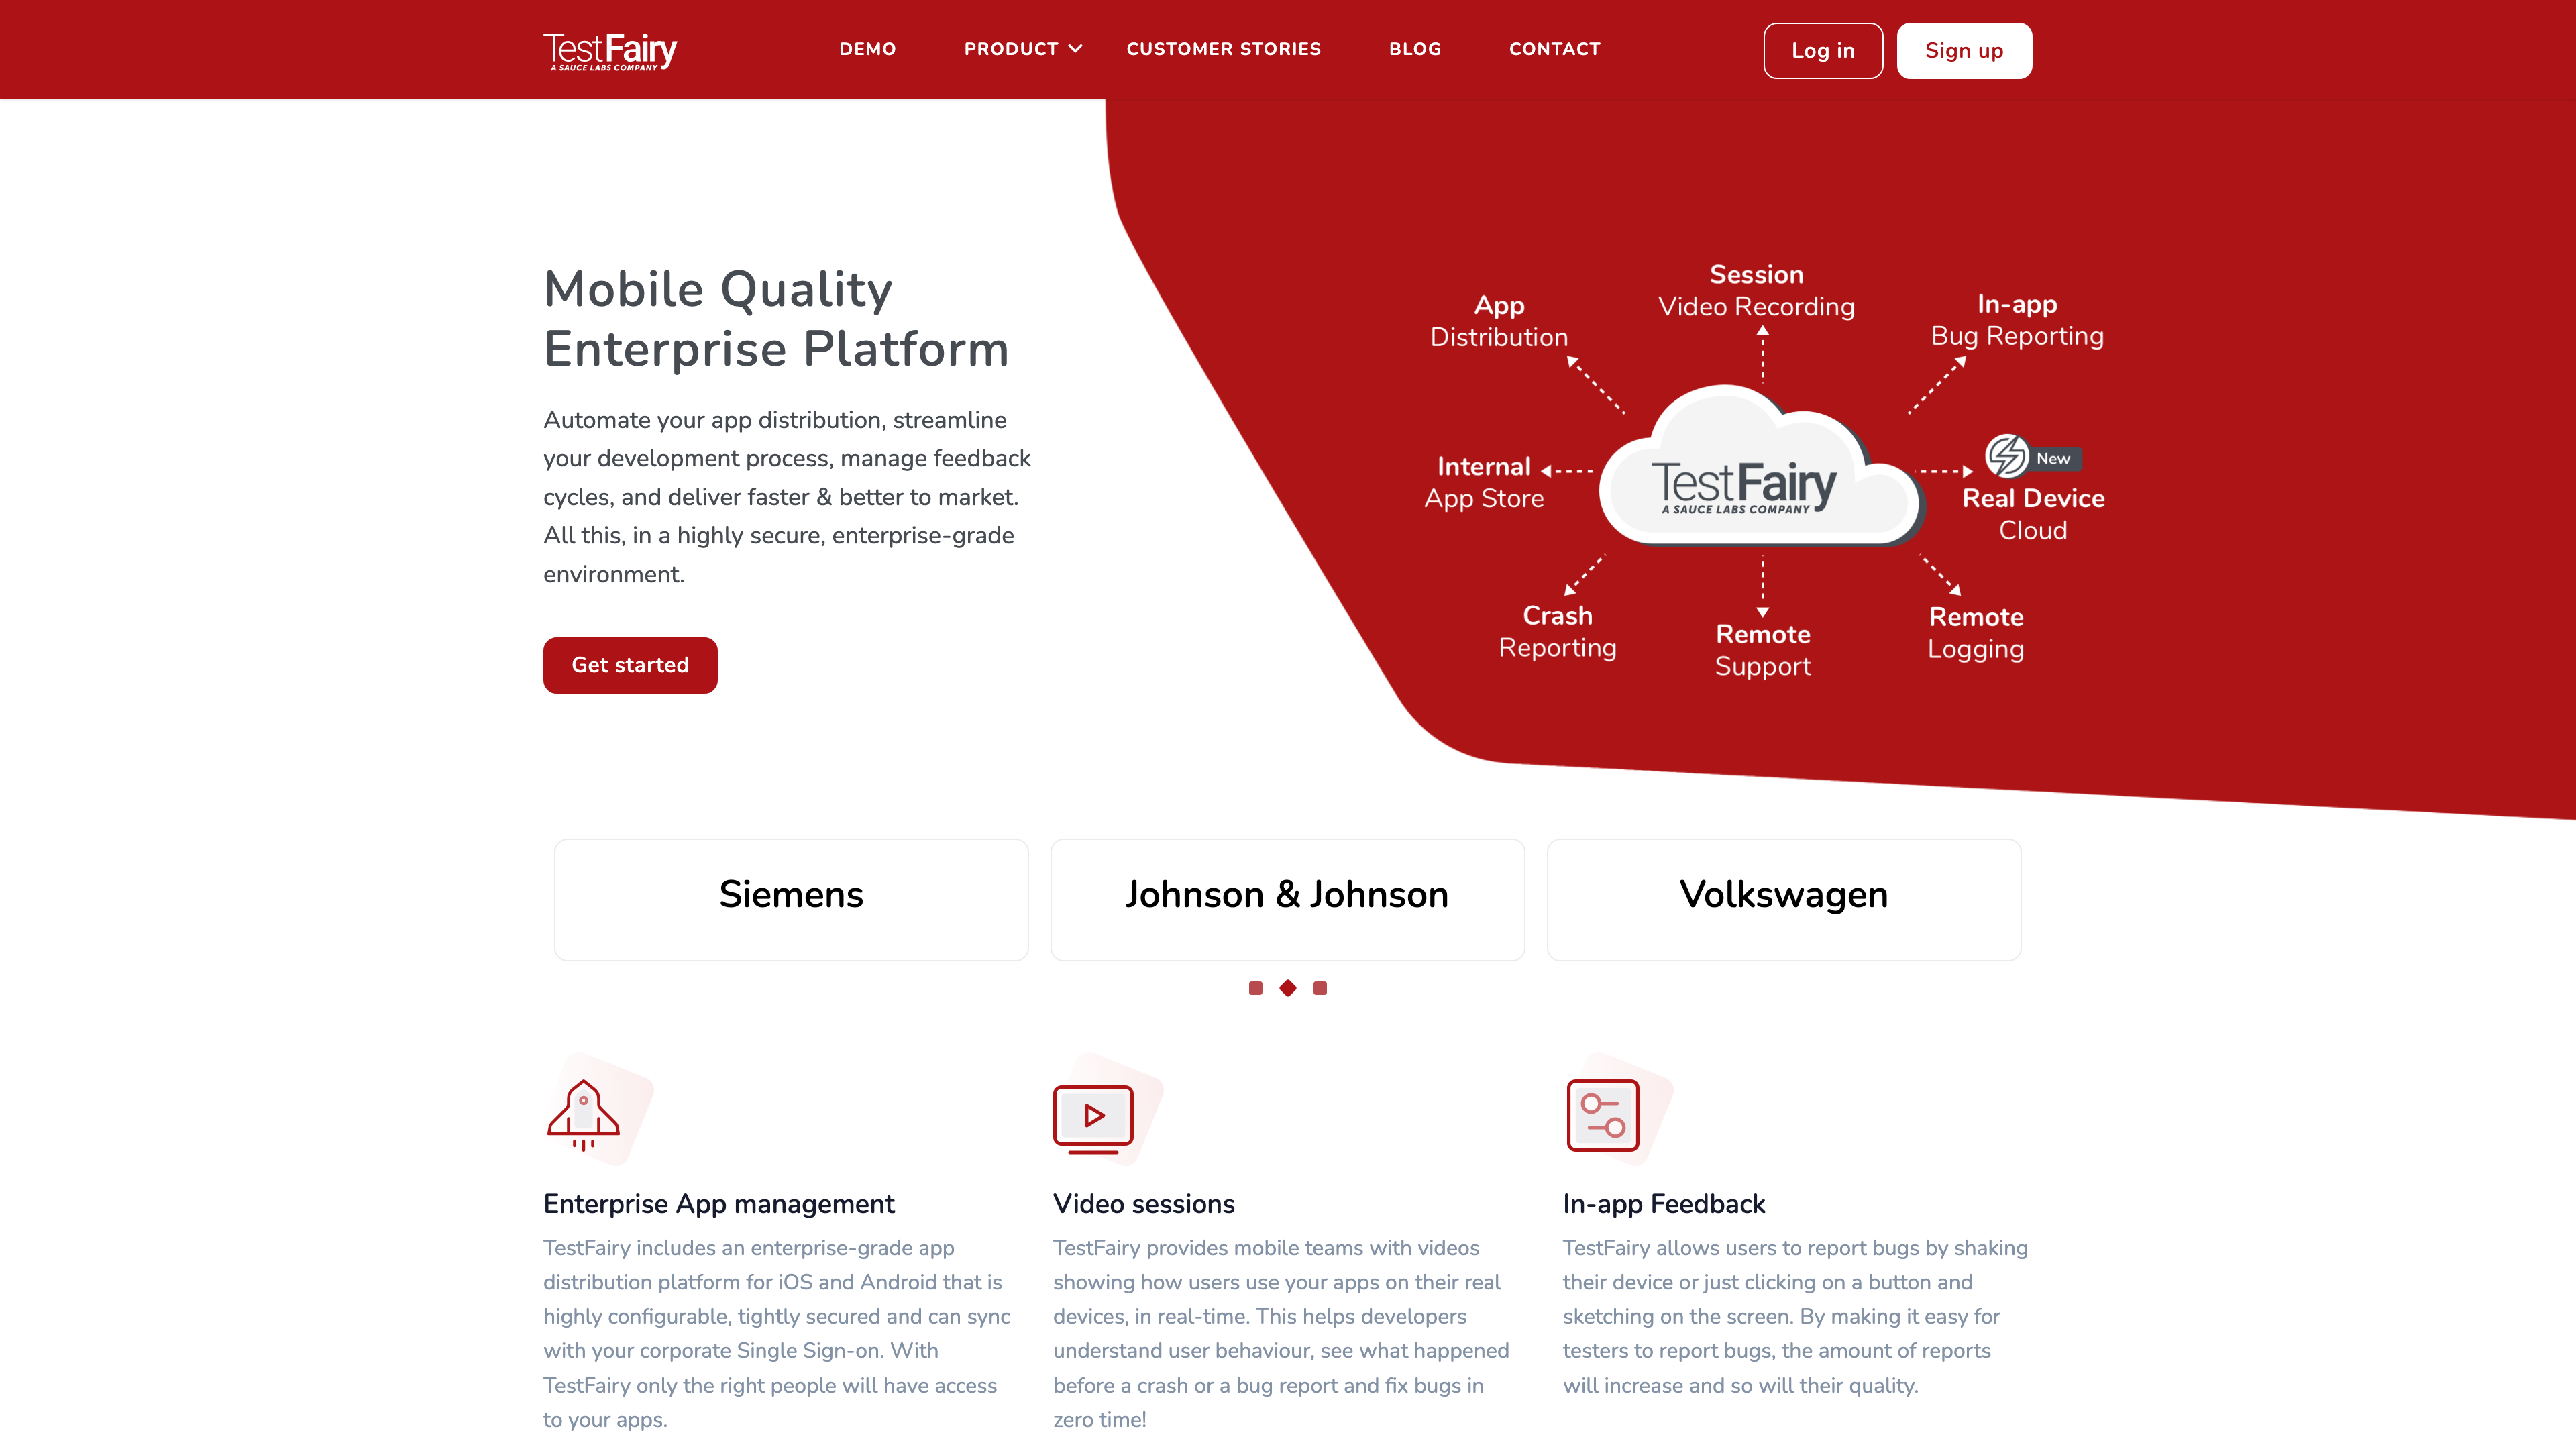 TestFairy
A SAUCE LABS COMPANY
DEMO
PRODUCT
CUSTOMER STORIES
BLOG
CONTACT
Log in
Sign up
Mobile Quality
Enterprise Platform
Automate your app distribution, streamline
your development process, manage feedback
cycles, and deliver faster & better to market.
All this, in a highly secure, enterprise-grade
environment.
Get started
App
Distribution
Session
Video Recording
In-app
Bug Reporting
Internal
App Store
TestFairy
A SAUCE LABS COMPANY
New
Real Device
Cloud
Crash
Reporting
Remote
Support
Remote
Logging
Siemens
Johnson & Johnson
Volkswagen
Enterprise App management
TestFairy includes an enterprise-grade app
distribution platform for iOS and Android that is
highly configurable, tightly secured and can sync
with your corporate Single Sign-on. With
TestFairy only the right people will have access
to your apps.
Video sessions
TestFairy provides mobile teams with videos
showing how users use your apps on their real
devices, in real-time. This helps developers
understand user behaviour, see what happened
before a crash or a bug report and fix bugs in
zero time!
In-app Feedback
TestFairy allows users to report bugs by shaking
their device or just clicking on a button and
sketching on the screen. By making it easy for
testers to report bugs, the amount of reports
will increase and so will their quality.